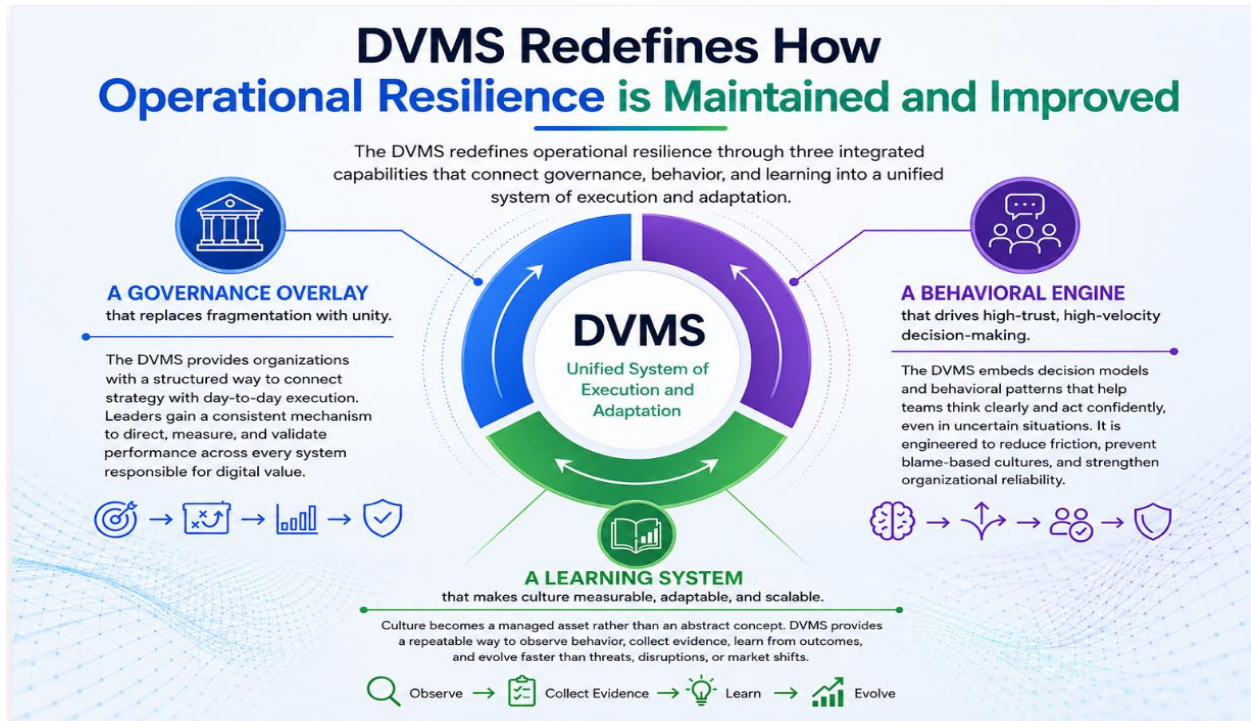 DVMS Redefines How
Operational Resilience is Maintained and Improved
The DVMS redefines operational resilience through three integrated
capabilities that connect governance, behavior, and learning into a unified
system of execution and adaptation.
A GOVERNANCE OVERLAY
that replaces fragmentation with unity.
The DVMS provides organizations
with a structured way to connect
strategy with day-to-day execution.
Leaders gain a consistent mechanism
to direct, measure, and validate
performance across every system
responsible for digital value.
DVMS
Unified System of
Execution and
Adaptation
A BEHAVIORAL ENGINE
that drives high-trust, high-velocity
decision-making.
The DVMS embeds decision models
and behavioral patterns that help
teams think clearly and act confidently,
even in uncertain situations. It is
engineered to reduce friction, prevent
blame-based cultures, and strengthen
organizational reliability.
A LEARNING SYSTEM
that makes culture measurable, adaptable, and scalable.
Culture becomes a managed asset rather than an abstract concept. DVMS provides
a repeatable way to observe behavior, collect evidence, learn from outcomes,
and evolve faster than threats, disruptions, or market shifts.
Observe → Collect Evidence → Learn → Evolve